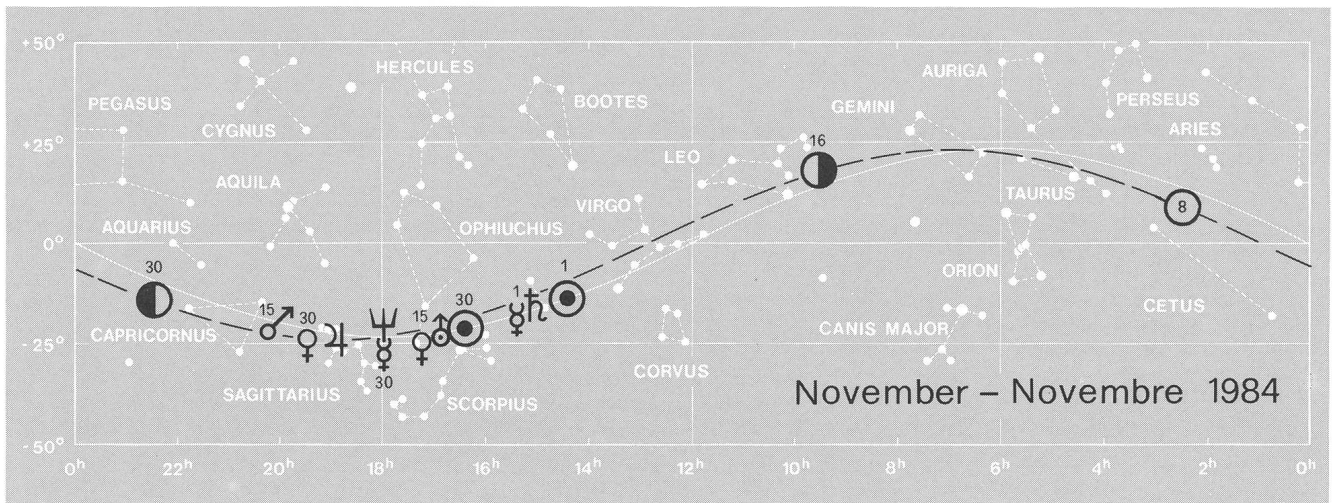 +50°
HERCULES
AURIGA
BOOTES
PEGASUS
GEMINI
PERSEUS
CYGNUS
ARIES
+25°
16
LEO
AQUILA
TAURUS
VIRGO
8
AQUARIUS
OPHIUCHUS
0°
30
1
ORION
15
30
15
30
1
CETUS
CAPRICORNUS
CANIS MAJOR
-25°
30
CORVUS
SAGITTARIUS
SCORPIUS
November – Novembre 1984
-50°
0h 22h 20h 18h 16h 14h 12h 10h 8h 6h 4h 2h 0h